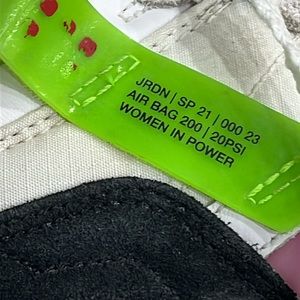 JRDN | SP 21 | 000 23
AIR BAG 200 | 20PSI
WOMEN IN POWER